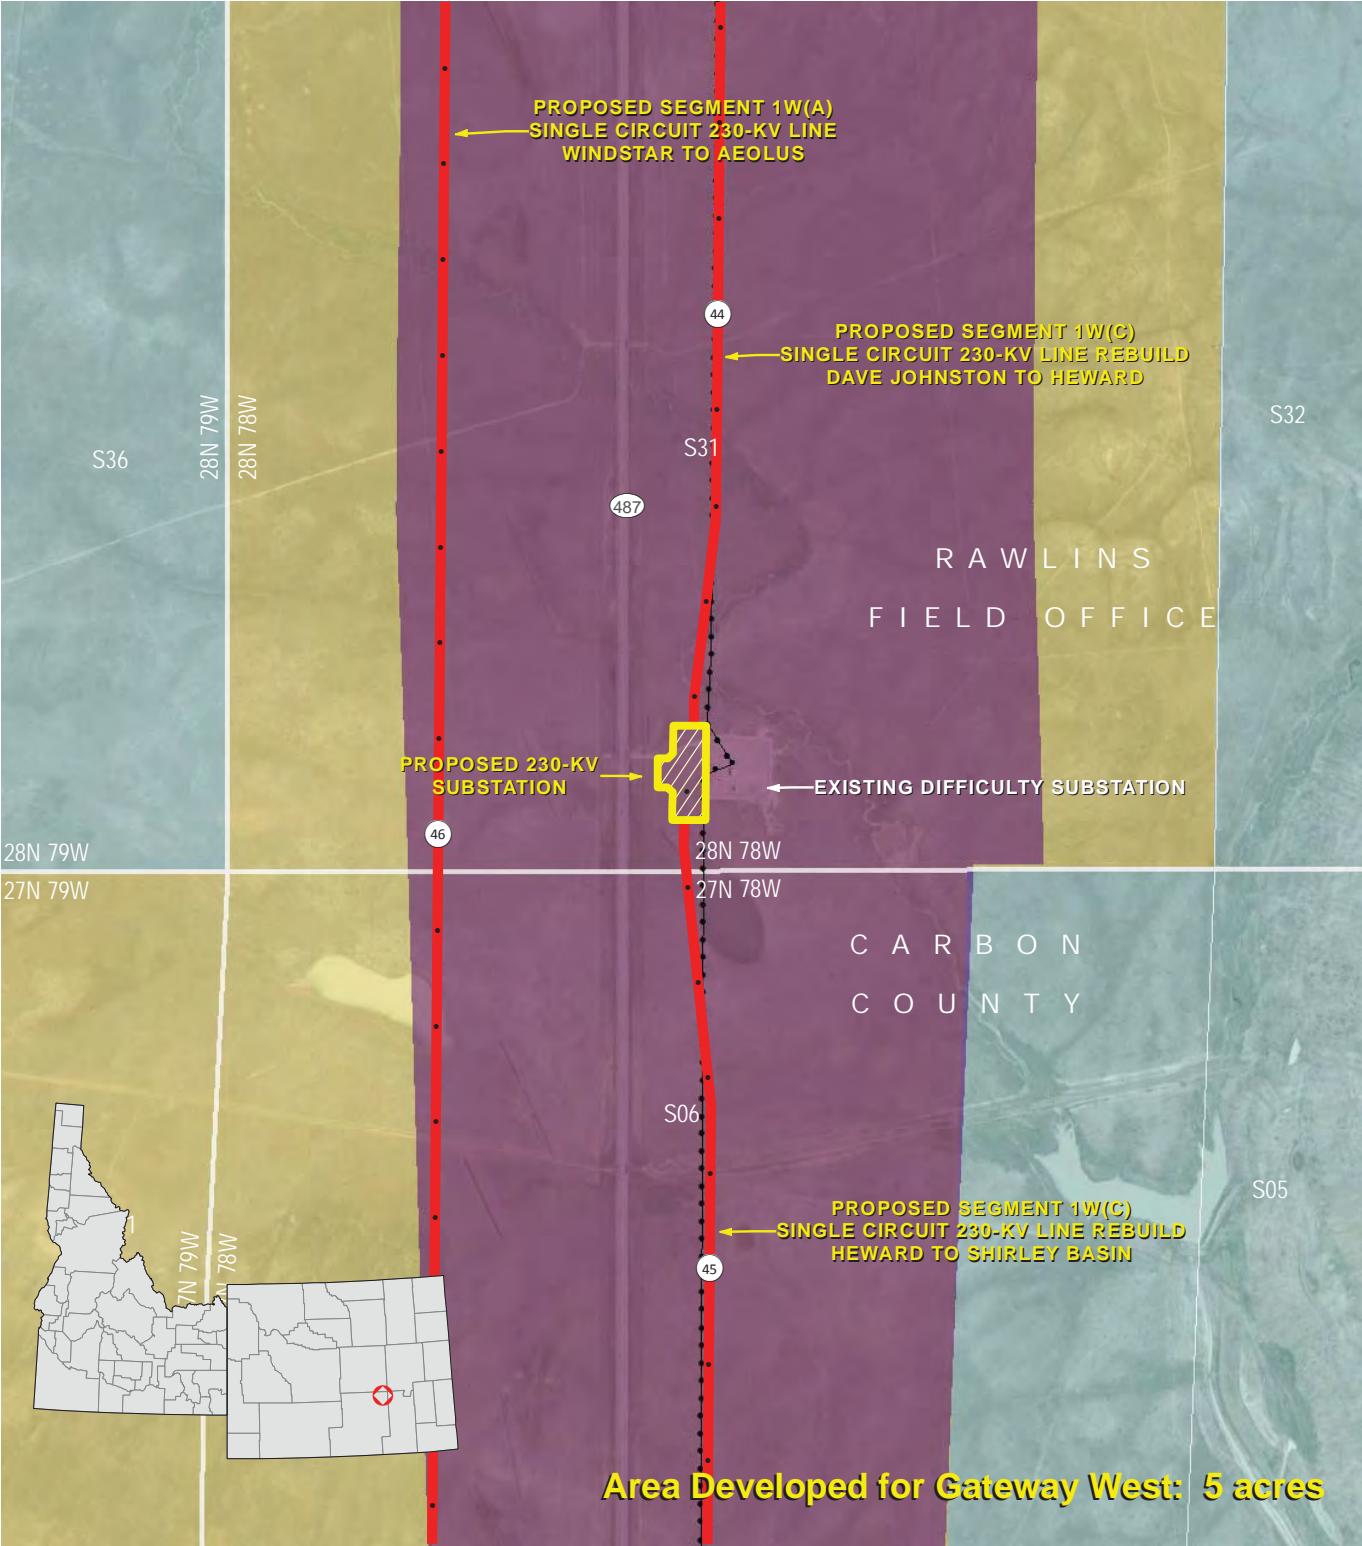 PROPOSED SEGMENT 1W(A)
SINGLE CIRCUIT 230-KV LINE
WINDSTAR TO AEOLUS
44
PROPOSED SEGMENT 1W(C)
SINGLE CIRCUIT 230-KV LINE REBUILD
DAVE JOHNSTON TO HEWARD
28N 79W
28N 78W
S36
S31
S32
487
RAWLINS
FIELD OFFICE
PROPOSED 230-KV
SUBSTATION
EXISTING DIFFICULTY SUBSTATION
46
28N 79W
28N 78W
27N 79W
27N 78W
CARBON
COUNTY
S06
S05
PROPOSED SEGMENT 1W(C)
SINGLE CIRCUIT 230-KV LINE REBUILD
HEWARD TO SHIRLEY BASIN
45
1
7N 79W
N 78W
Area Developed for Gateway West: 5 acres